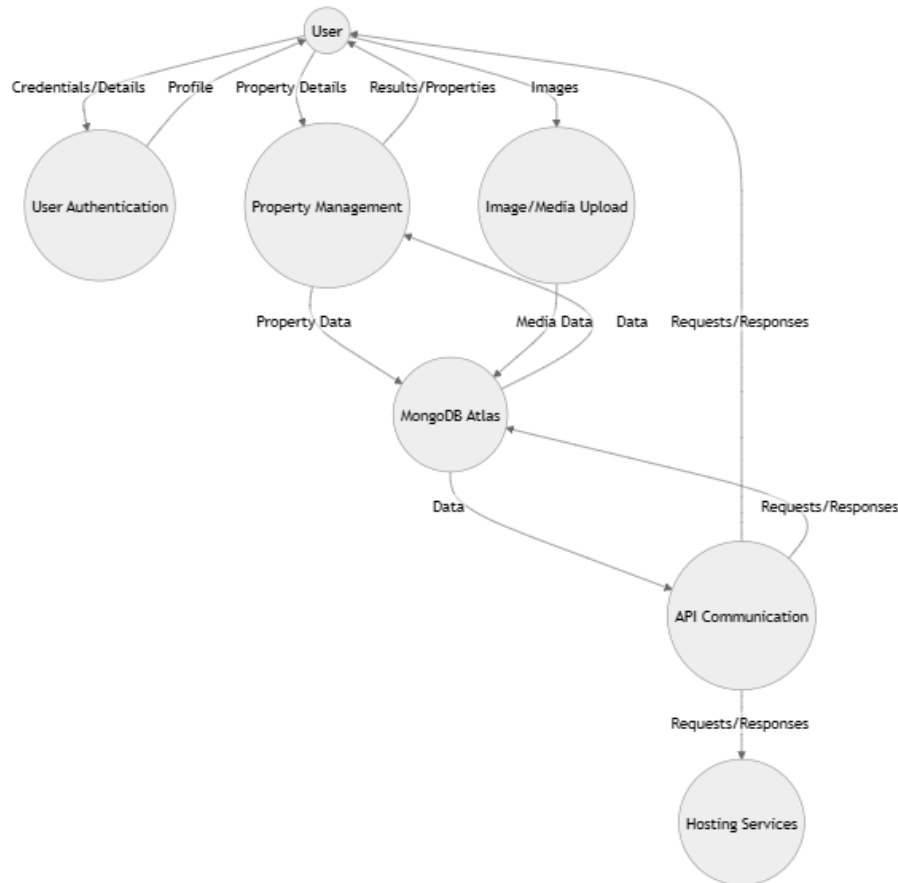 User
Credentials/Details
Profile
Property Details
Results/Properties
Images
User Authentication
Property Management
Image/Media Upload
Property Data
Media Data
Data
Requests/Responses
MongoDB Atlas
Data
Requests/Responses
API Communication
Requests/Responses
Hosting Services